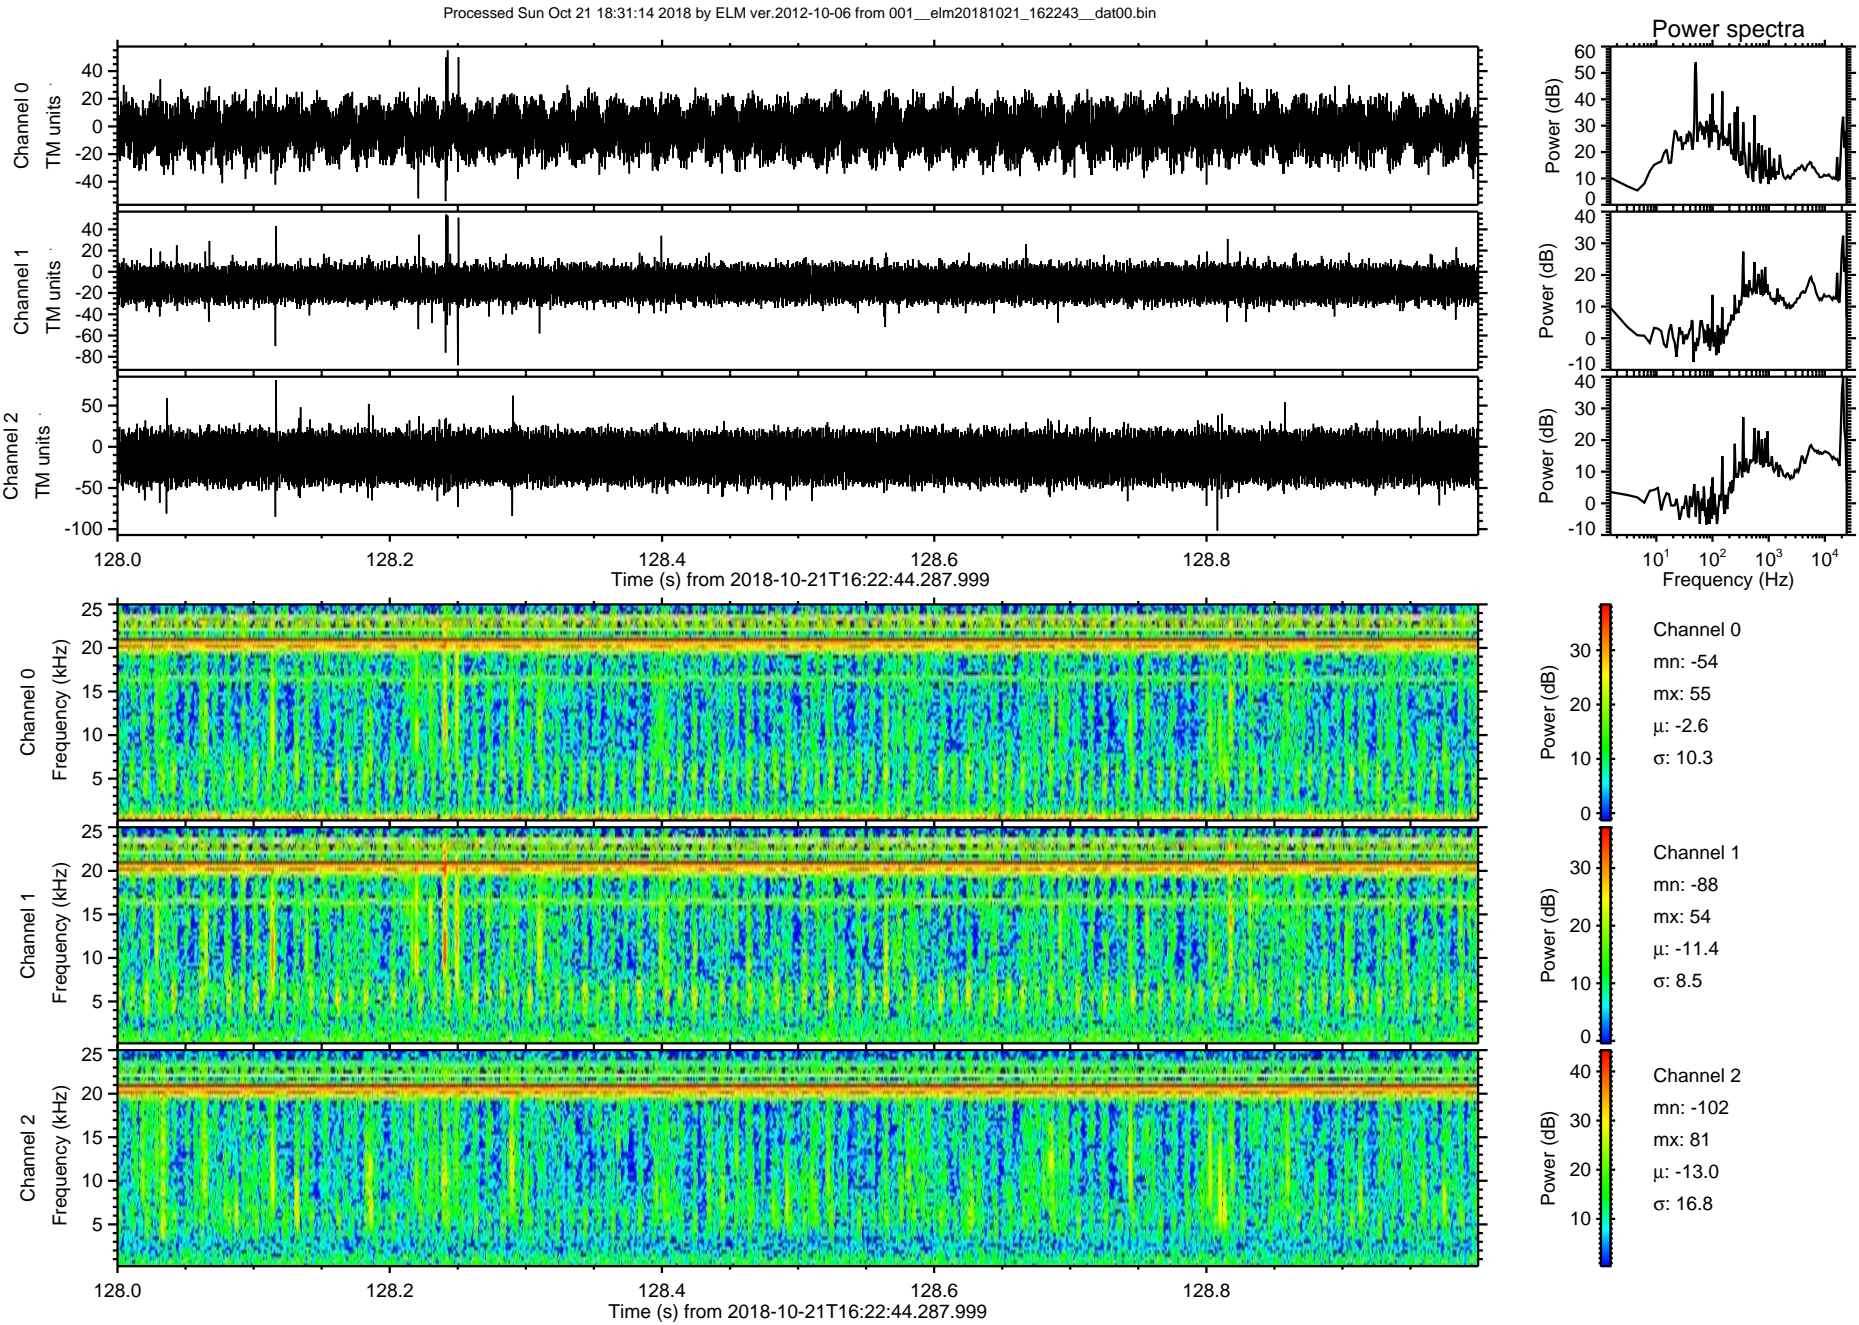 Processed Sun Oct 21 18:31:14 2018 by ELM ver.2012-10-06 from 001__elm20181021_162243__dat00.bin
Power spectra
Channel 0
TM units
40
20
0
-20
-40
Power (dB)
60
50
40
30
20
10
0
Channel 1
TM units
40
20
0
-20
-40
-60
-80
Power (dB)
40
30
20
10
0
-10
Channel 2
TM units
50
0
-50
-100
Power (dB)
40
30
20
10
0
-10
128.0 128.2 128.4 128.6 128.8
Time (s) from 2018-10-21T16:22:44.287.999
10^1 10^2 10^3 10^4
Frequency (Hz)
Channel 0
Frequency (kHz)
25
20
15
10
5
Power (dB)
30
20
10
0
Channel 0
mn: -54
mx: 55
μ: -2.6
σ: 10.3
Channel 1
Frequency (kHz)
25
20
15
10
5
Power (dB)
30
20
10
0
Channel 1
mn: -88
mx: 54
μ: -11.4
σ: 8.5
Channel 2
Frequency (kHz)
25
20
15
10
5
Power (dB)
40
30
20
10
Channel 2
mn: -102
mx: 81
μ: -13.0
σ: 16.8
128.0 128.2 128.4 128.6 128.8
Time (s) from 2018-10-21T16:22:44.287.999